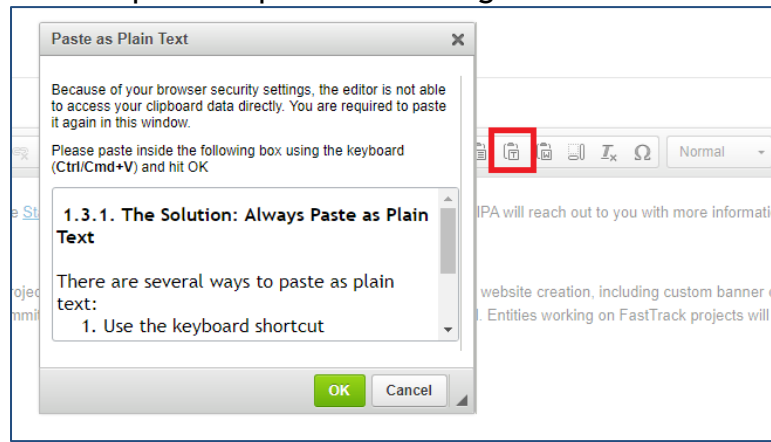 Paste as Plain Text
Because of your browser security settings, the editor is not able
to access your clipboard data directly. You are required to paste
it again in this window.
Please paste inside the following box using the keyboard
(Ctrl/Cmd+V) and hit OK
1.3.1. The Solution: Always Paste as Plain
Text
There are several ways to paste as plain
text:
1. Use the keyboard shortcut
OK Cancel
Ix Ω Normal
e St
IPA will reach out to you with more informati
rojec
website creation, including custom banner
mmit
. Entities working on FastTrack projects will